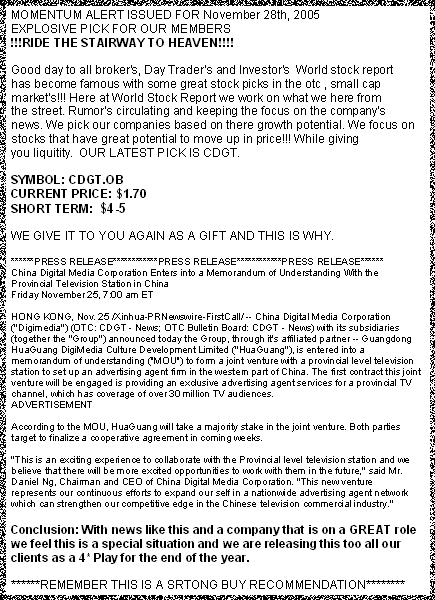 MOMENTUM ALERT ISSUED FOR November 28th, 2005
EXPLOSIVE PICK FOR OUR MEMBERS
!!!RIDE THE STAIRWAY TO HEAVEN!!!!
Good day to all broker's, Day Trader's and Investor's  World stock report
has become famous with some great stock picks in the otc , small cap
market's!!! Here at World Stock Report we work on what we here from
the street. Rumor's circulating and keeping the focus on the company's
news. We pick our companies based on there growth potential. We focus on
stocks that have great potential to move up in price!!! While giving
you liquitity.  OUR LATEST PICK IS CDGT.
SYMBOL: CDGT.OB
CURRENT PRICE: $1.70
SHORT TERM:  $4-5
WE GIVE IT TO YOU AGAIN AS A GIFT AND THIS IS WHY.
******PRESS RELEASE************PRESS RELEASE************PRESS RELEASE******
China Digital Media Corporation Enters into a Memorandum of Understanding With the
Provincial Television Station in China
Friday November 25, 7:00 am ET
HONG KONG, Nov. 25 /Xinhua-PRNewswire-FirstCall/ -- China Digital Media Corporation
("Digimedia") (OTC: CDGT - News; OTC Bulletin Board: CDGT - News) with its subsidiaries
(together the "Group") announced today the Group, through it's affiliated partner -- Guangdong
HuaGuang DigiMedia Culture Development Limited ("HuaGuang"), is entered into a
memorandum of understanding ("MOU") to form a joint venture with a provincial level television
station to set up an advertising agent firm in the western part of China. The first contract this joint
venture will be engaged is providing an exclusive advertising agent services for a provincial TV
channel, which has coverage of over 30 million TV audiences.
ADVERTISEMENT
According to the MOU, HuaGuang will take a majority stake in the joint venture. Both parties
target to finalize a cooperative agreement in coming weeks.
"This is an exciting experience to collaborate with the Provincial level television station and we
believe that there will be more excited opportunities to work with them in the future," said Mr.
Daniel Ng, Chairman and CEO of China Digital Media Corporation. "This new venture
represents our continuous efforts to expand our self in a nationwide advertising agent network
which can strengthen our competitive edge in the Chinese television commercial industry."
Conclusion: With news like this and a company that is on a GREAT role
we feel this is a special situation and we are releasing this too all our
clients as a 4* Play for the end of the year.
******REMEMBER THIS IS A SRTONG BUY RECOMMENDATION********